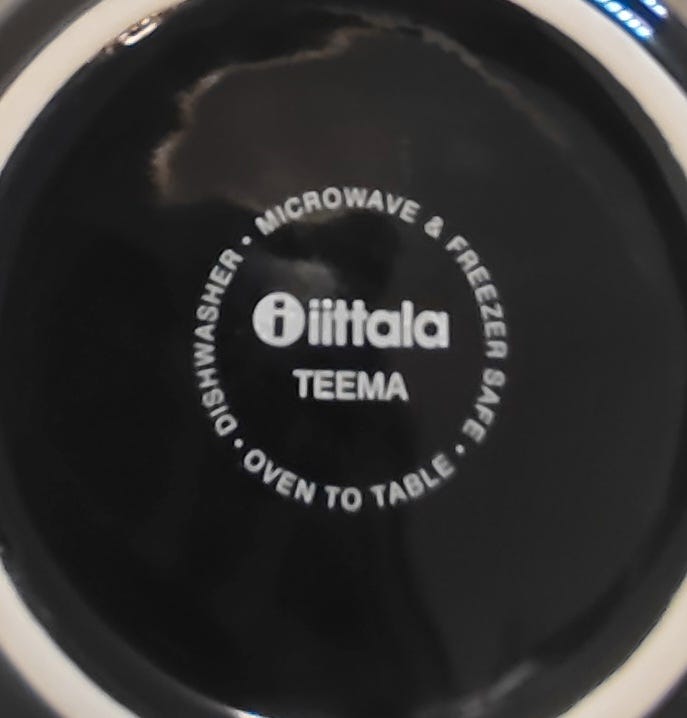 DISHWASHER • MICROWAVE & FREEZER SAFE • OVEN TO TABLE •
i iittala
TEEMA